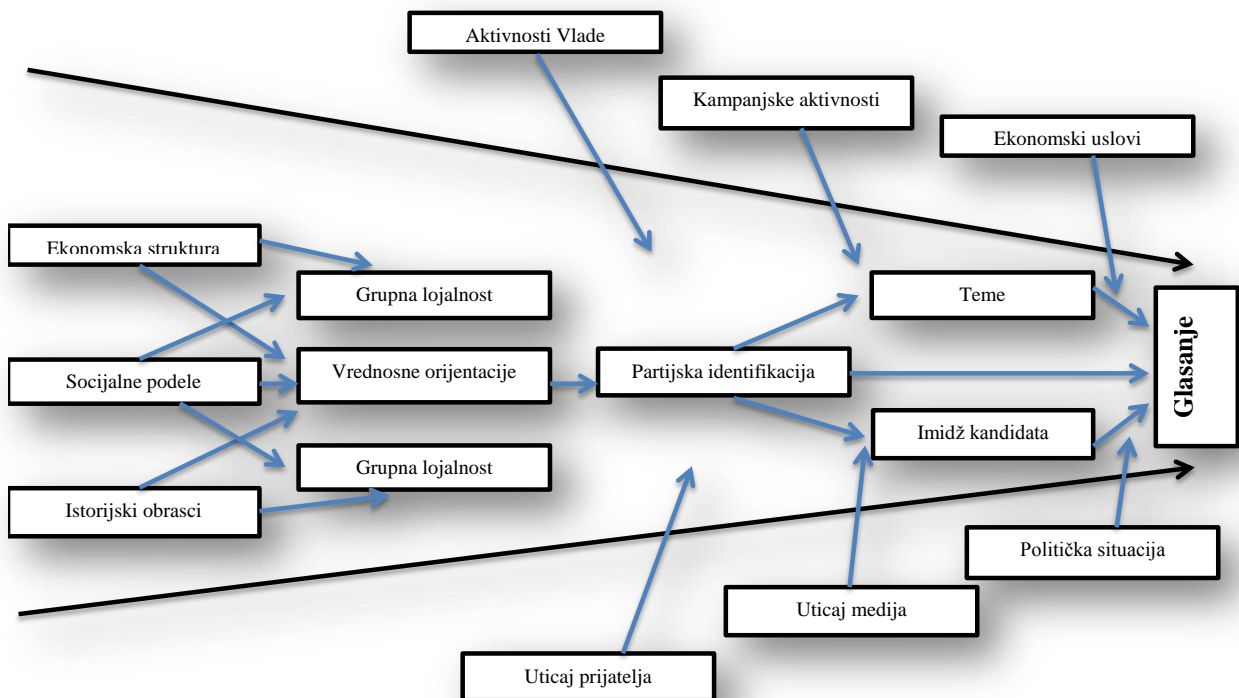 Aktivnosti Vlade
Kampanjske aktivnosti
Ekonomski uslovi
Ekonomska struktura
Grupna lojalnost
Teme
Socijalne podele
Vrednosne orijentacije
Partijska identifikacija
Glasanje
Imidž kandidata
Grupna lojalnost
Istorijski obrasci
Politička situacija
Uticaj medija
Uticaj prijatelja